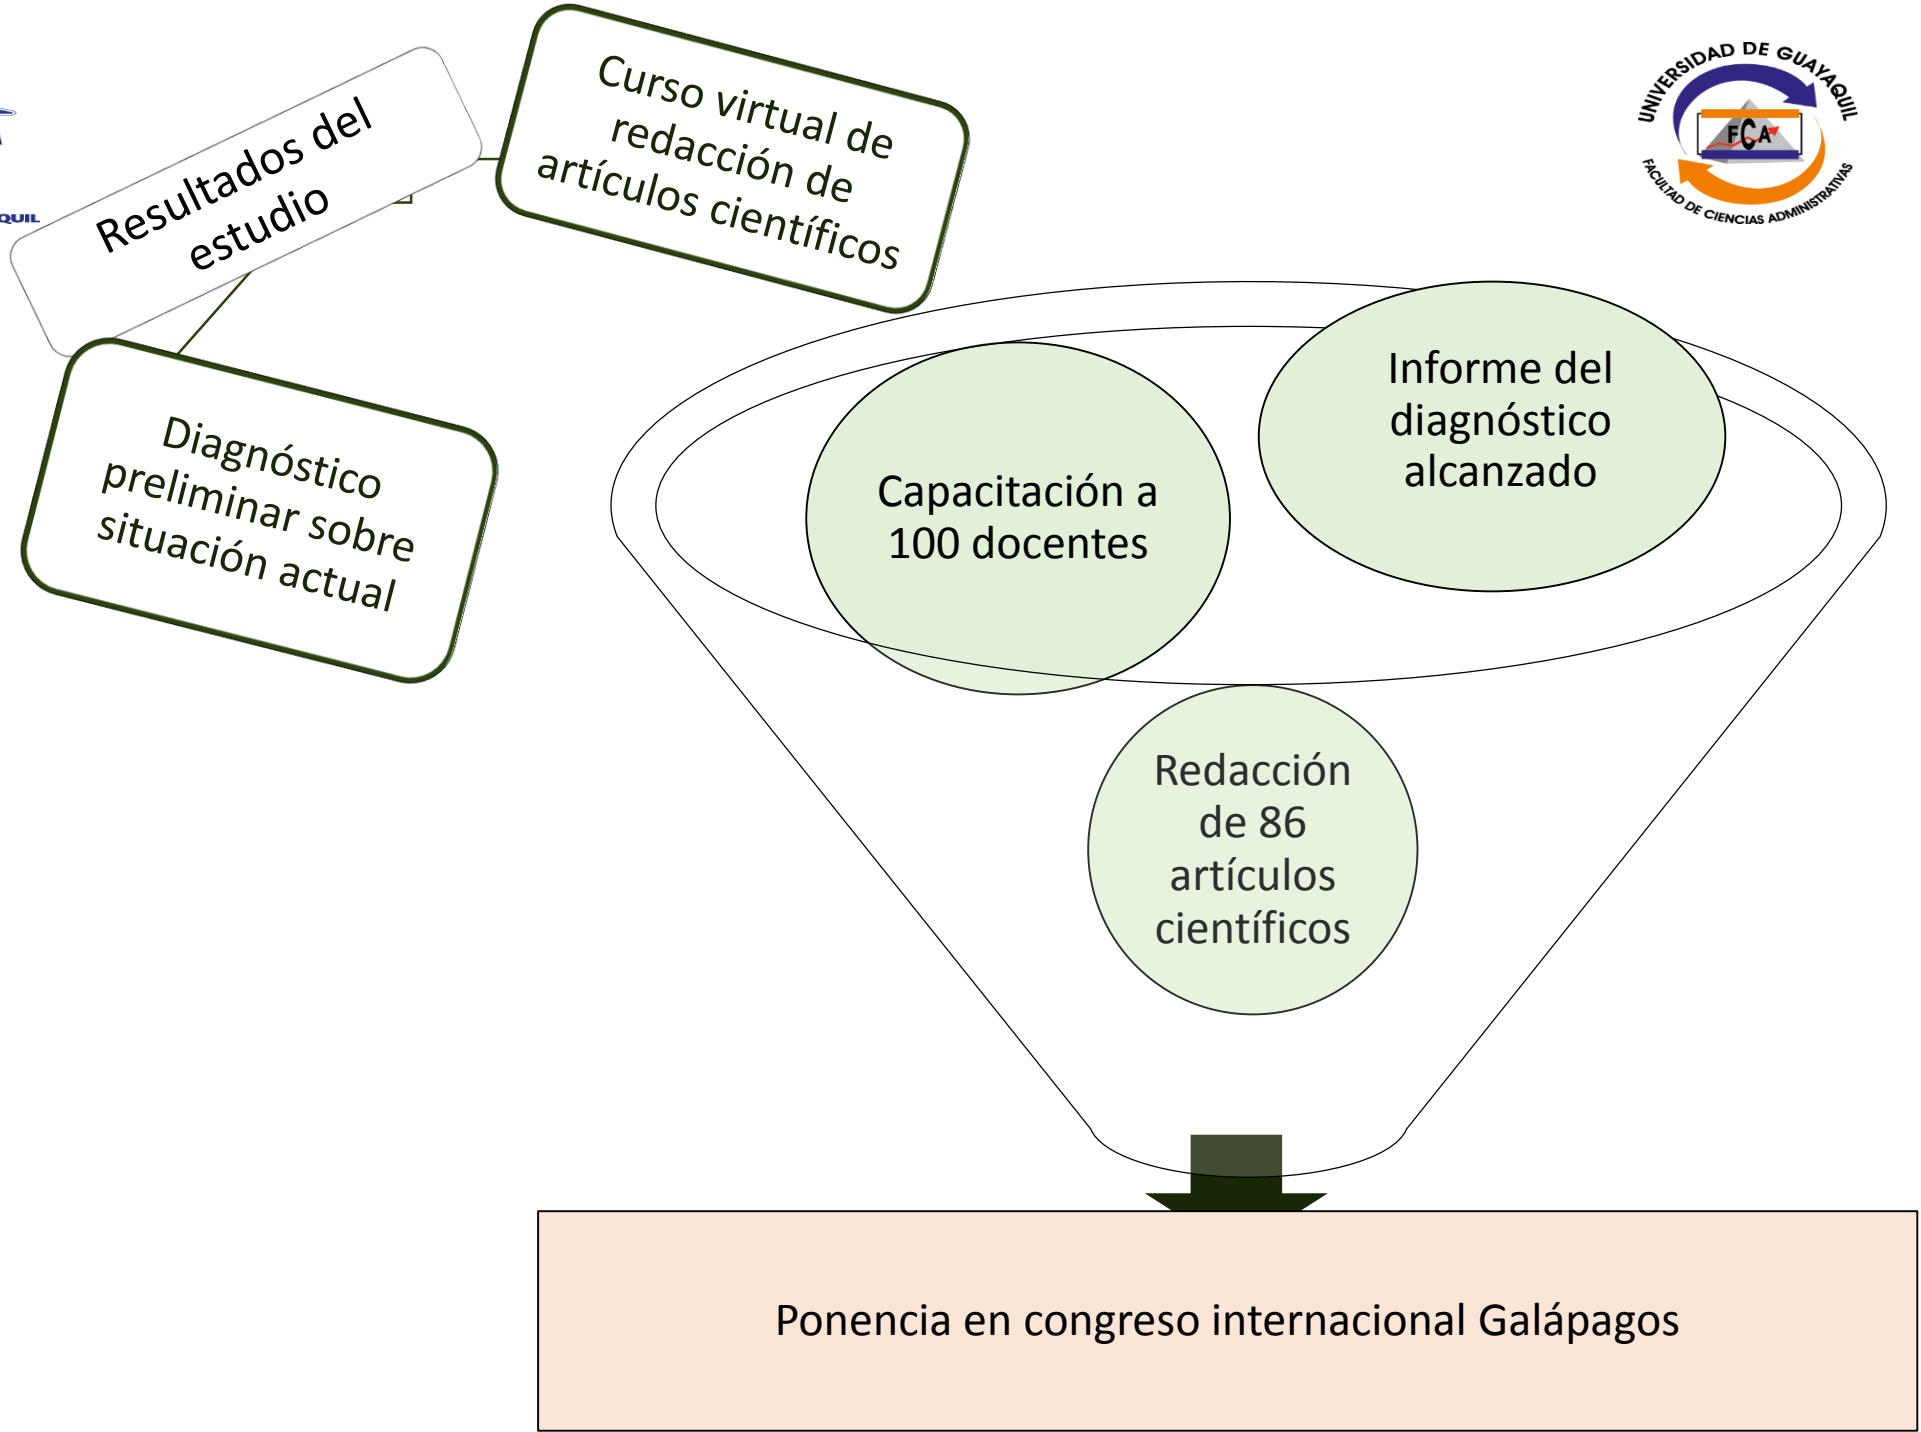 Resultados del
estudio
Curso virtual de
redacción de
artículos científicos
Diagnóstico
preliminar sobre
situación actual
QUIL
UNIVERSIDAD DE GUAYAQUIL
FCA
FACULTAD DE CIENCIAS ADMINISTRATIVAS
Informe del
diagnóstico
alcanzado
Capacitación a
100 docentes
Redacción
de 86
artículos
científicos
Ponencia en congreso internacional Galápagos